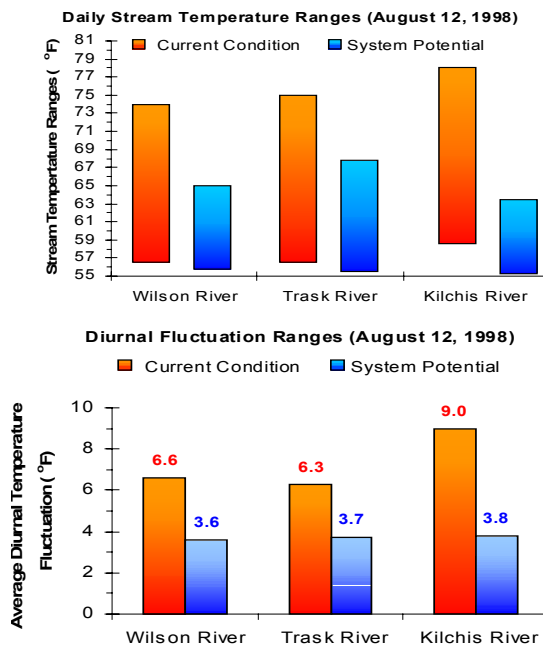 Daily Stream Temperature Ranges (August 12, 1998)
Current Condition System Potential
Stream Tempertature Ranges ( °F)
81
79
77
75
73
71
69
67
65
63
61
59
57
55
Wilson River Trask River Kilchis River
Diurnal Fluctuation Ranges (August 12, 1998)
Current Condition System Potential
Average Diurnal Temperature
Fluctuation ( °F)
10
8
6
4
2
0
6.6 3.6 6.3 3.7 9.0 3.8
Wilson River Trask River Kilchis River